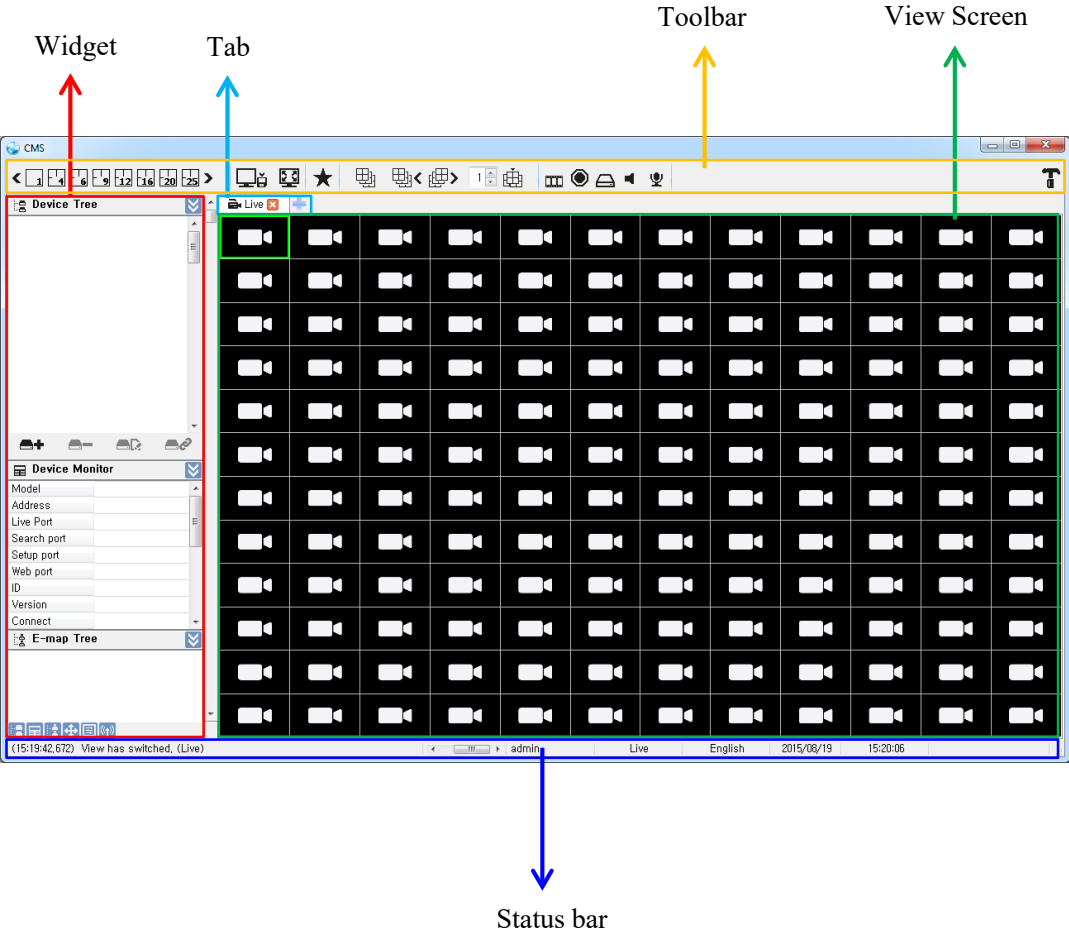 Toolbar
View Screen
Widget
Tab
CMS
1 4 6 9 12 16 20 25
1
Device Tree
Live
Device Monitor
Model
Address
Live Port
Search port
Setup port
Web port
ID
Version
Connect
E-map Tree
(15:19:42,672) View has switched, (Live)
admin
Live
English
2015/08/19
15:20:06
Status bar